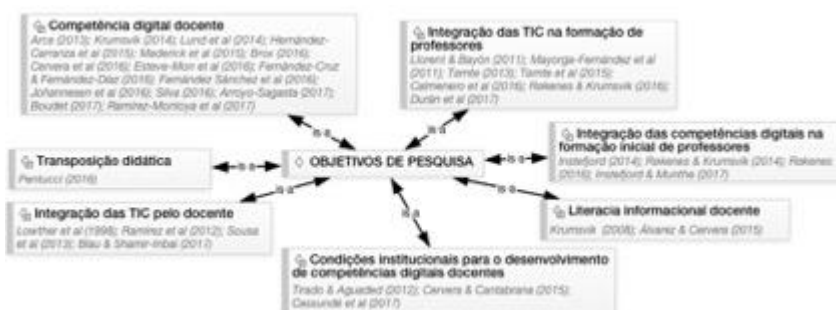 Competência digital docente
Arce (2013); Krumsvik (2014); Lund et al (2014); Hernández-
Carranza et al (2015); Maderick et al (2015); Brox (2016);
Cervera et al (2016); Esteve-Mon et al (2016); Fernández-Cruz
& Fernández-Díaz (2016); Fernández Sánchez et al (2016);
Johannesen et al (2016); Silva (2016); Arroyo-Sagasta (2017);
Boudet (2017); Ramírez-Montoya et al (2017)
Integração das TIC na formação de
professores
Llorent & Bayón (2011); Mayorga-Fernández et al
(2011); Tømte (2013); Tømte et al (2015);
Calmenero et al (2016); Røkenes & Krumsvik (2016);
Durán et al (2017)
is a
is a
Transposição didática
Pentucci (2016)
is a
OBJETIVOS DE PESQUISA
is a
Integração das competências digitais na
formação inicial de professores
Instefjord (2014); Røkenes & Krumsvik (2014); Røkenes
(2016); Instefjord & Munthe (2017)
is a
is a
is a
Integração das TIC pelo docente
Lowther et al (1998); Ramírez et al (2012); Sousa
et al (2013); Blau & Shamir-Inbal (2017)
Literacia informacional docente
Krumsvik (2008); Álvarez & Cervera (2015)
Condições institucionais para o desenvolvimento
de competências digitais docentes
Tirado & Aguaded (2012); Cervera & Cantabrana (2015);
Cassundé et al (2017)